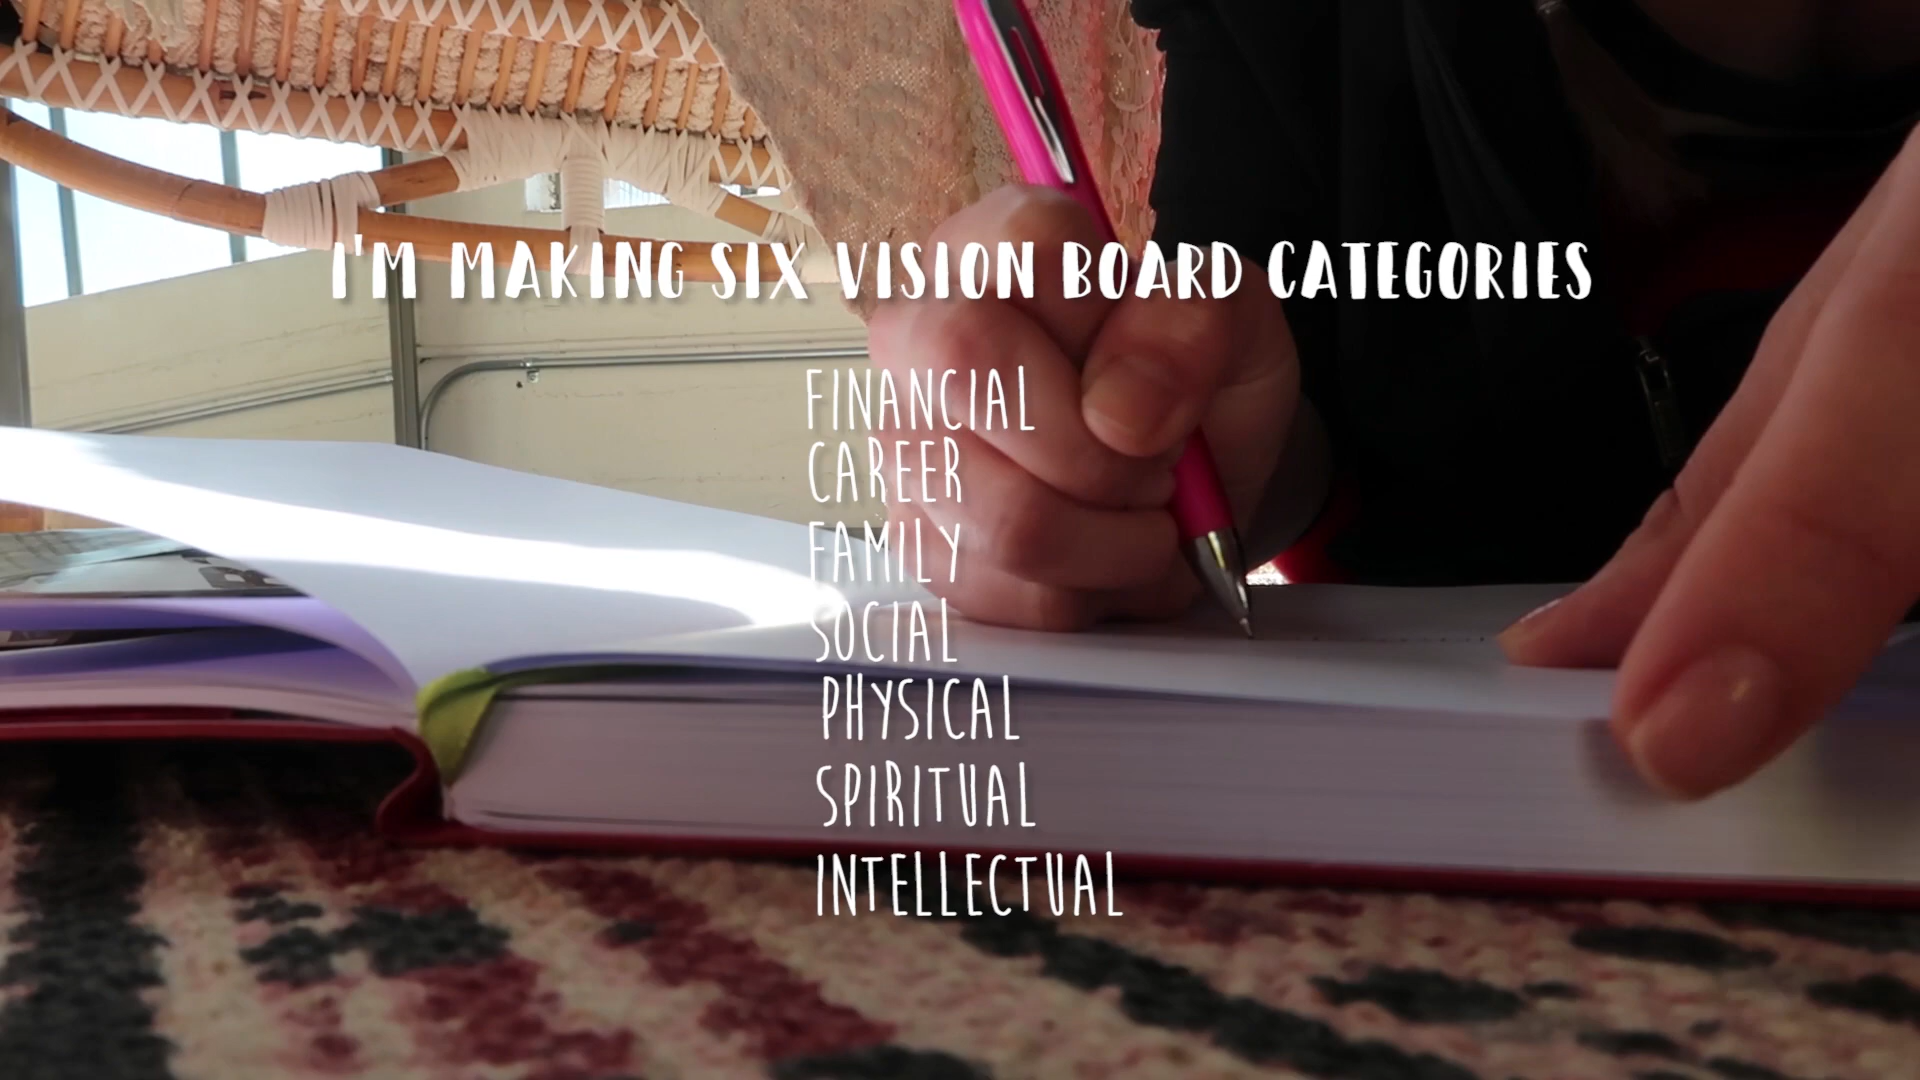 I'M MAKING SIX VISION BOARD CATEGORIES
FINANCIAL
CAREER
FAMILY
SOCIAL
PHYSICAL
SPIRITUAL
INTELLECTUAL